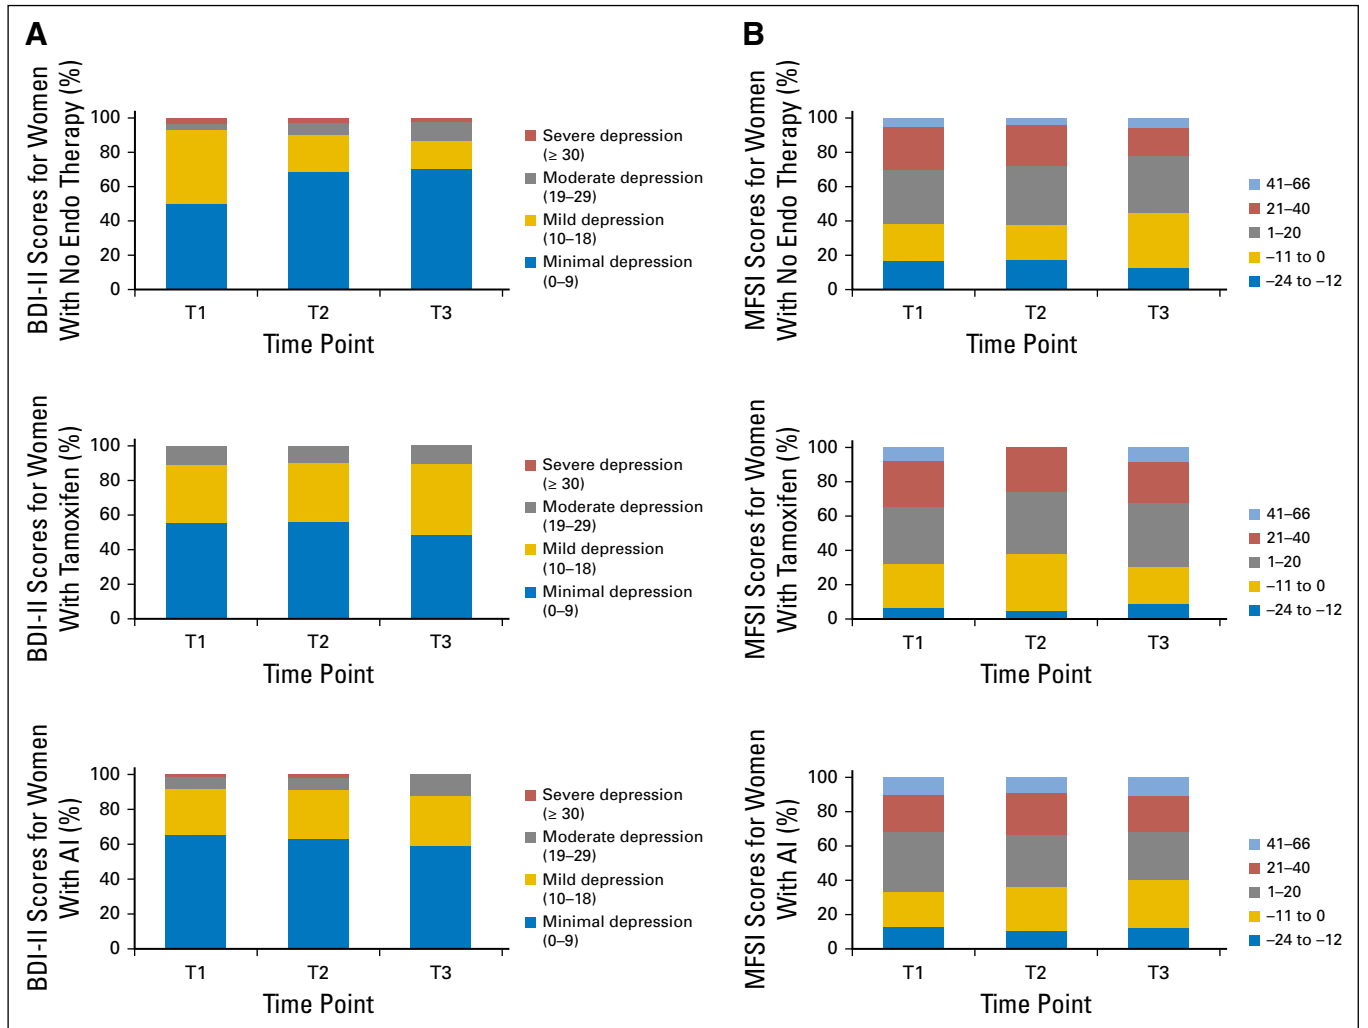 A
BDI-II Scores for Women
With No Endo Therapy (%)
100
80
60
40
20
0
T1
T2
T3
Time Point
Severe depression
(≥ 30)
Moderate depression
(19–29)
Mild depression
(10–18)
Minimal depression
(0–9)
BDI-II Scores for Women
With Tamoxifen (%)
100
80
60
40
20
0
T1
T2
T3
Time Point
Severe depression
(≥ 30)
Moderate depression
(19–29)
Mild depression
(10–18)
Minimal depression
(0–9)
BDI-II Scores for Women
With AI (%)
100
80
60
40
20
0
T1
T2
T3
Time Point
Severe depression
(≥ 30)
Moderate depression
(19–29)
Mild depression
(10–18)
Minimal depression
(0–9)
B
MFSI Scores for Women
With No Endo Therapy (%)
100
80
60
40
20
0
T1
T2
T3
Time Point
41–66
21–40
1–20
–11 to 0
–24 to –12
MFSI Scores for Women
With Tamoxifen (%)
100
80
60
40
20
0
T1
T2
T3
Time Point
41–66
21–40
1–20
–11 to 0
–24 to –12
MFSI Scores for Women
With AI (%)
100
80
60
40
20
0
T1
T2
T3
Time Point
41–66
21–40
1–20
–11 to 0
–24 to –12